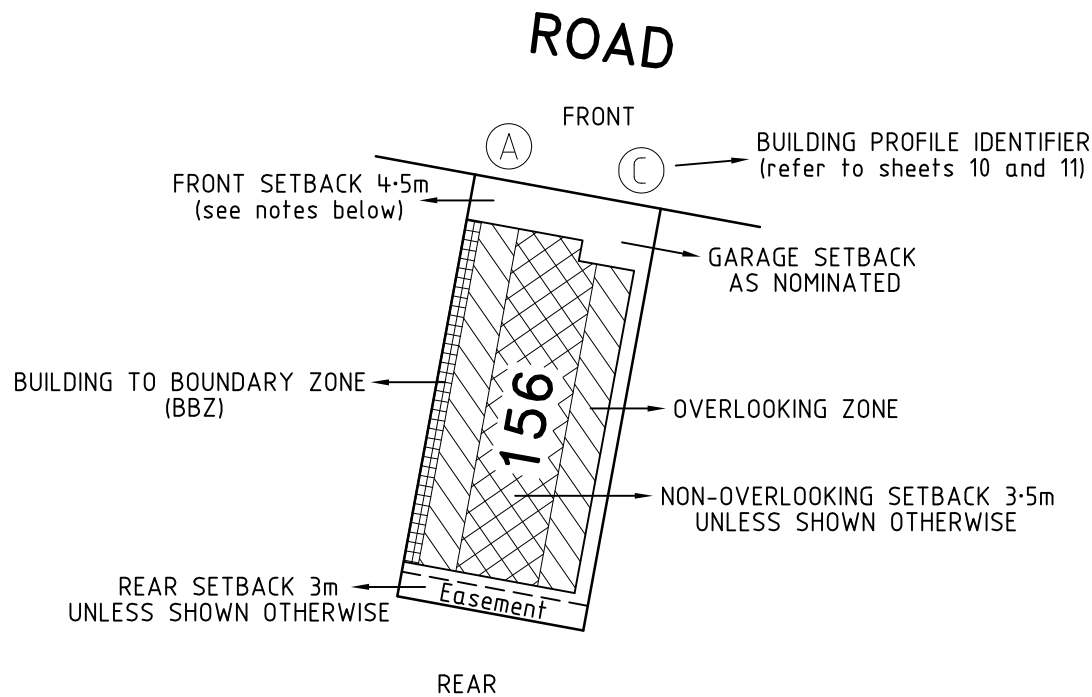 ROAD
FRONT
A
C
BUILDING PROFILE IDENTIFIER
(refer to sheets 10 and 11)
FRONT SETBACK 4·5m
(see notes below)
GARAGE SETBACK
AS NOMINATED
BUILDING TO BOUNDARY ZONE
(BBZ)
156
OVERLOOKING ZONE
NON-OVERLOOKING SETBACK 3·5m
UNLESS SHOWN OTHERWISE
REAR SETBACK 3m
UNLESS SHOWN OTHERWISE
Easement
REAR